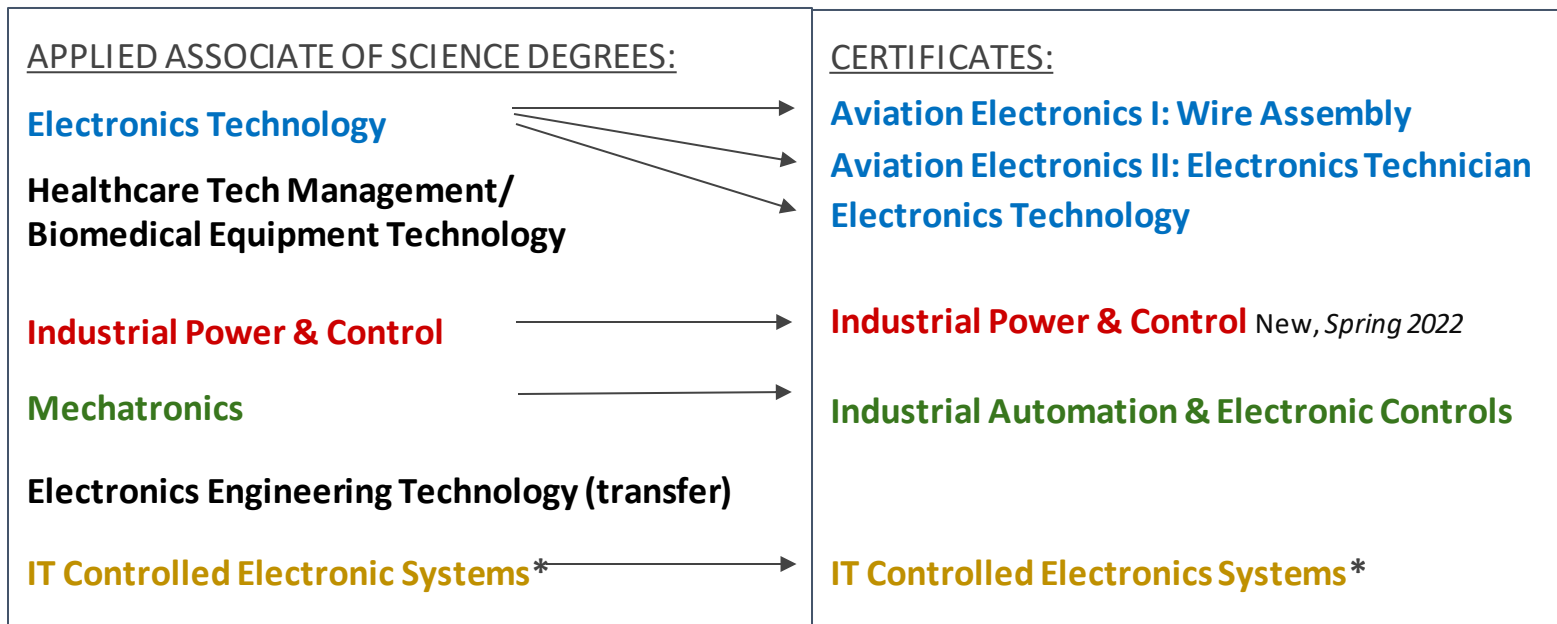 APPLIED ASSOCIATE OF SCIENCE DEGREES:
Electronics Technology
Healthcare Tech Management/
Biomedical Equipment Technology
Industrial Power & Control
Mechatronics
Electronics Engineering Technology (transfer)
IT Controlled Electronic Systems*
CERTIFICATES:
Aviation Electronics I: Wire Assembly
Aviation Electronics II: Electronics Technician
Electronics Technology
Industrial Power & Control New, Spring 2022
Industrial Automation & Electronic Controls
IT Controlled Electronics Systems*